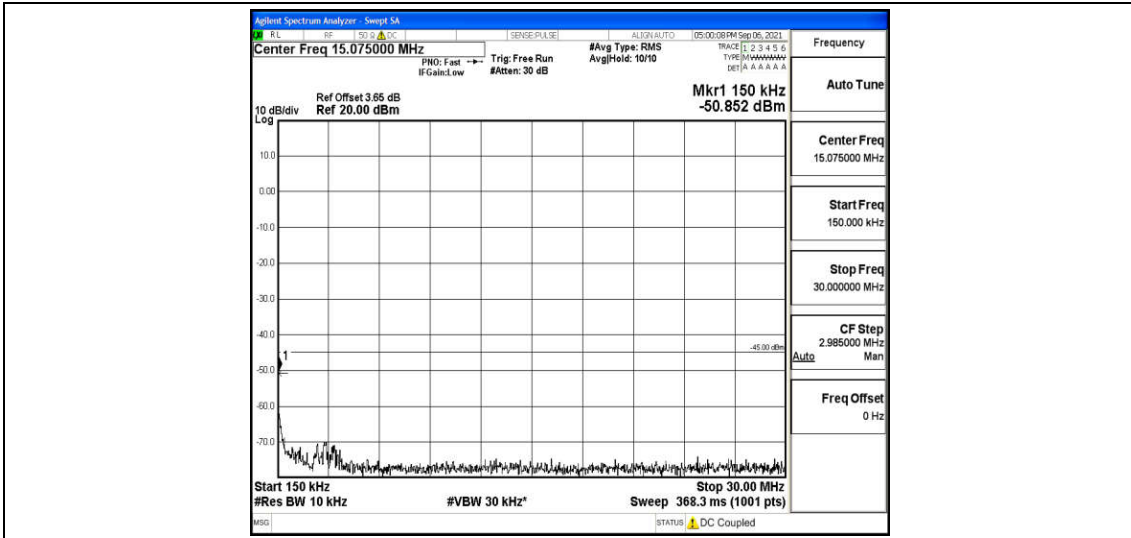 Agilent Spectrum Analyzer - Swept SA
RL RF 50 Ω DC SENSE:PULSE ALIGN AUTO 05:00:08 PM Sep 06, 2021
Center Freq 15.075000 MHz
PNO: Fast
IFGain:Low
Trig: Free Run
#Atten: 30 dB
#Avg Type: RMS
Avg|Hold: 10/10
TRACE 1 2 3 4 5 6
TYPE M W W W W W
DET A A A A A A
Ref Offset 3.65 dB
10 dB/div Ref 20.00 dBm
Log
Mkr1 150 kHz
-50.852 dBm
10.0
0.00
-10.0
-20.0
-30.0
-40.0
-45.00 dBm
1
-50.0
-60.0
-70.0
Start 150 kHz Stop 30.00 MHz
#Res BW 10 kHz #VBW 30 kHz* Sweep 368.3 ms (1001 pts)
MSG STATUS DC Coupled
Frequency
Auto Tune
Center Freq
15.075000 MHz
Start Freq
150.000 kHz
Stop Freq
30.000000 MHz
CF Step
2.985000 MHz
Auto Man
Freq Offset
0 Hz